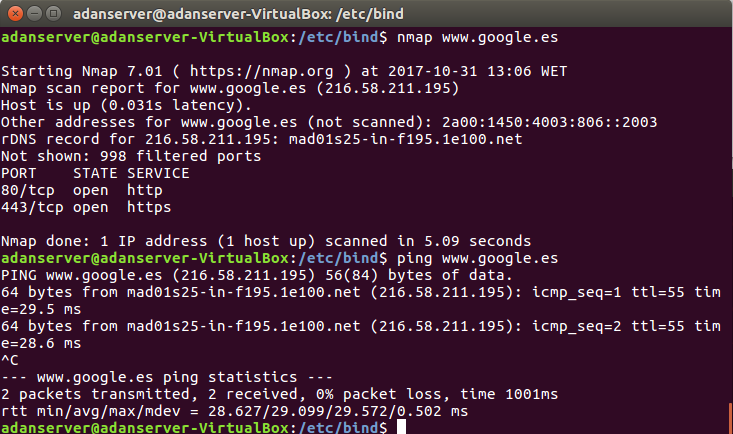 adanserver@adanserver-VirtualBox: /etc/bind
adanserver@adanserver-VirtualBox:/etc/bind$ nmap www.google.es
Starting Nmap 7.01 ( https://nmap.org ) at 2017-10-31 13:06 WET
Nmap scan report for www.google.es (216.58.211.195)
Host is up (0.031s latency).
Other addresses for www.google.es (not scanned): 2a00:1450:4003:806::2003
rDNS record for 216.58.211.195: mad01s25-in-f195.1e100.net
Not shown: 998 filtered ports
PORT    STATE SERVICE
80/tcp  open  http
443/tcp open  https
Nmap done: 1 IP address (1 host up) scanned in 5.09 seconds
adanserver@adanserver-VirtualBox:/etc/bind$ ping www.google.es
PING www.google.es (216.58.211.195) 56(84) bytes of data.
64 bytes from mad01s25-in-f195.1e100.net (216.58.211.195): icmp_seq=1 ttl=55 tim
e=29.5 ms
64 bytes from mad01s25-in-f195.1e100.net (216.58.211.195): icmp_seq=2 ttl=55 tim
e=28.6 ms
^C
--- www.google.es ping statistics ---
2 packets transmitted, 2 received, 0% packet loss, time 1001ms
rtt min/avg/max/mdev = 28.627/29.099/29.572/0.502 ms
adanserver@adanserver-VirtualBox:/etc/bind$